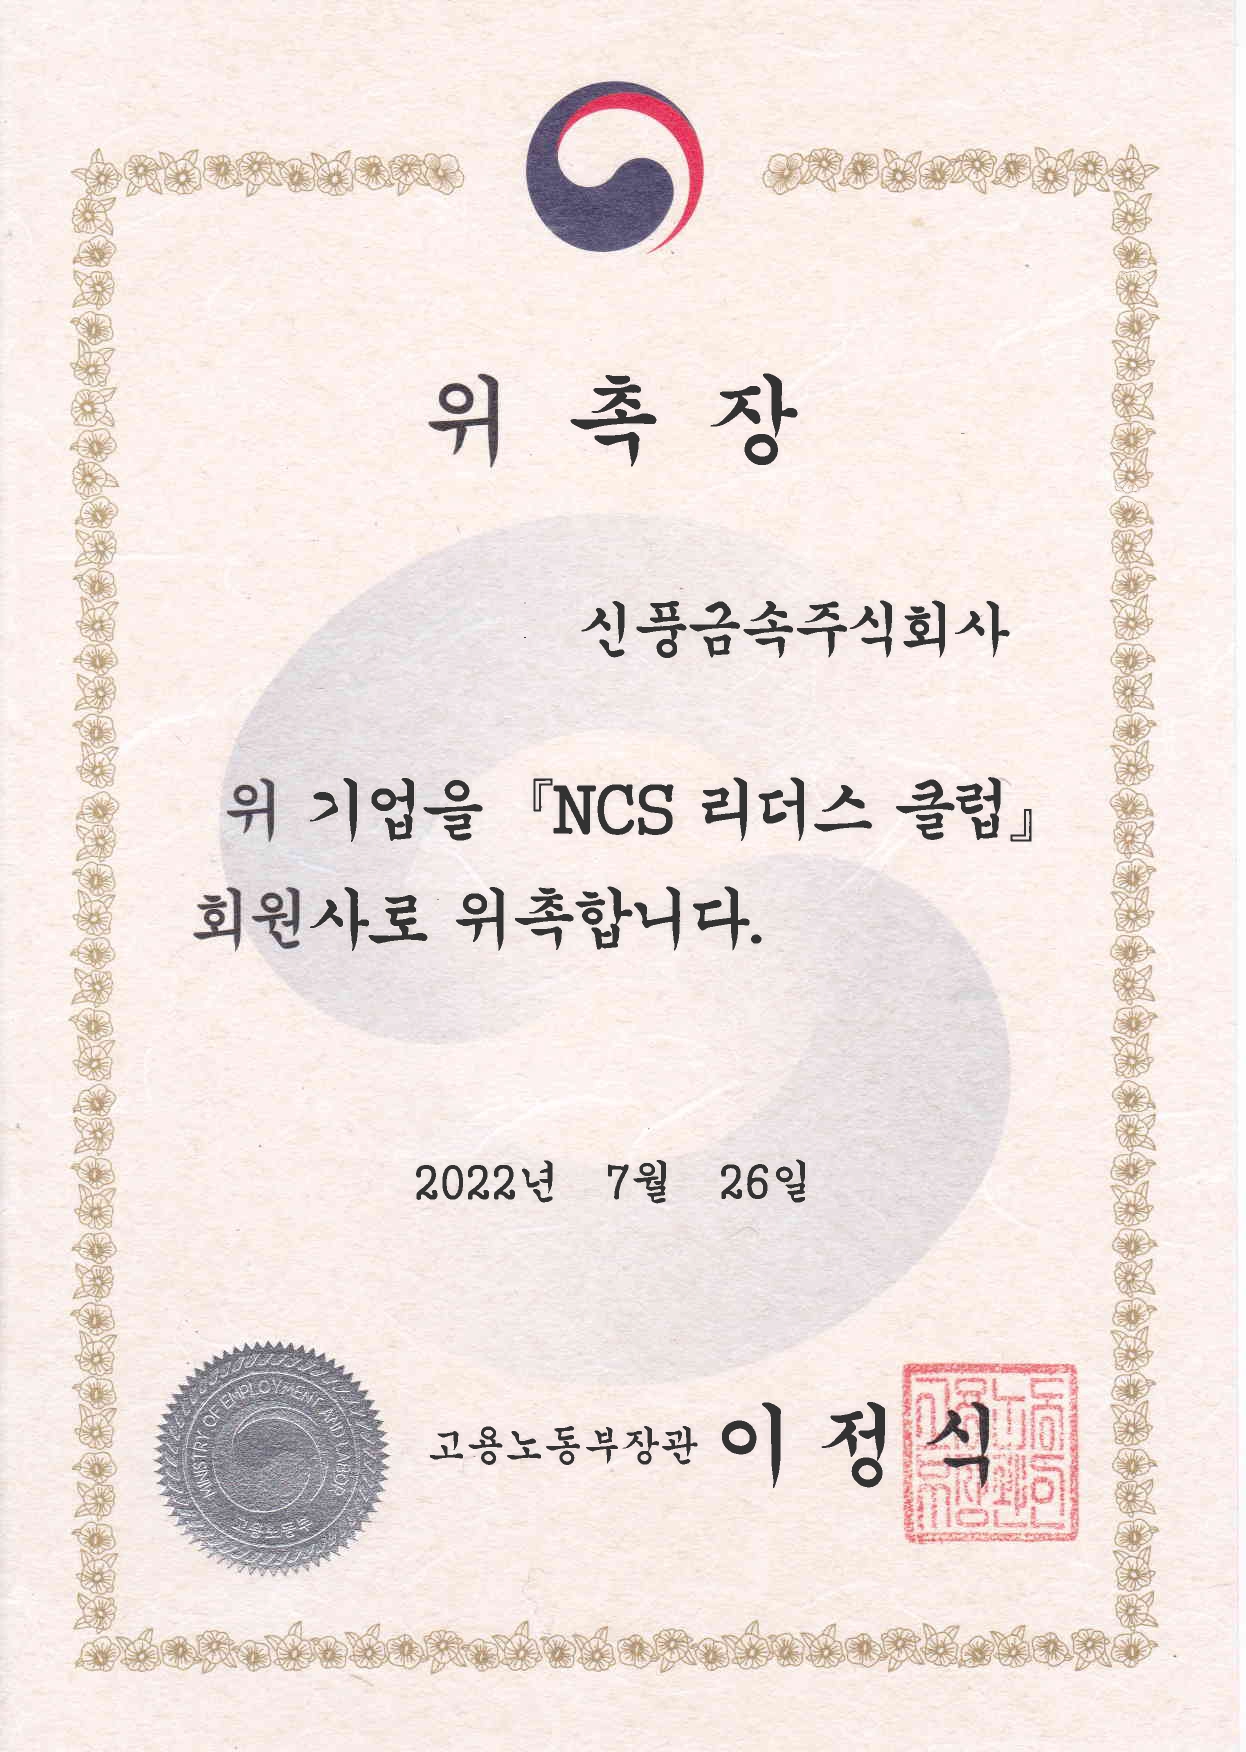 위 촉 장
신풍금속주식회사
위 기업을 『NCS 리더스 클럽』
회원사로 위촉합니다.
2022년 7월 26일
MINISTRY OF EMPLOYMENT AND LABOR
고용노동부
고용노동부장관 이 정 식